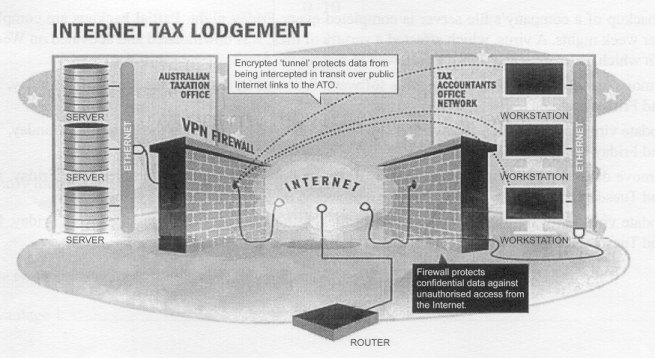 INTERNET TAX LODGEMENT
Encrypted 'tunnel' protects data from
being intercepted in transit over public
Internet links to the ATO.
AUSTRALIAN
TAXATION
OFFICE
TAX
ACCOUNTANTS
OFFICE
NETWORK
SERVER
SERVER
SERVER
ETHERNET
VPN FIREWALL
INTERNET
WORKSTATION
WORKSTATION
WORKSTATION
ETHERNET
Firewall protects
confidential data against
unauthorised access from
the Internet.
ROUTER